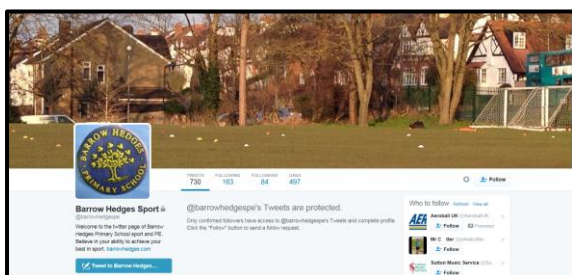 BARROW HEDGES
PRIMARY SCHOOL
TWEETS FOLLOWING FOLLOWERS LIKES
730 163 84 497
Follow
Barrow Hedges Sport
@barrowhedgespe
Welcome to the twitter page of Barrow
Hedges Primary School sport and PE.
Believe in your ability to achieve your
best in sport. barrowhedges.com
Tweet to Barrow Hedges...
@barrowhedgespe's Tweets are protected.
Only confirmed followers have access to @barrowhedgespe's Tweets and complete profile.
Click the "Follow" button to send a follow request.
Who to follow Refresh View all
AER
Aeroball UK
Follow Promoted
Follow
Sutton Music Service
Follow